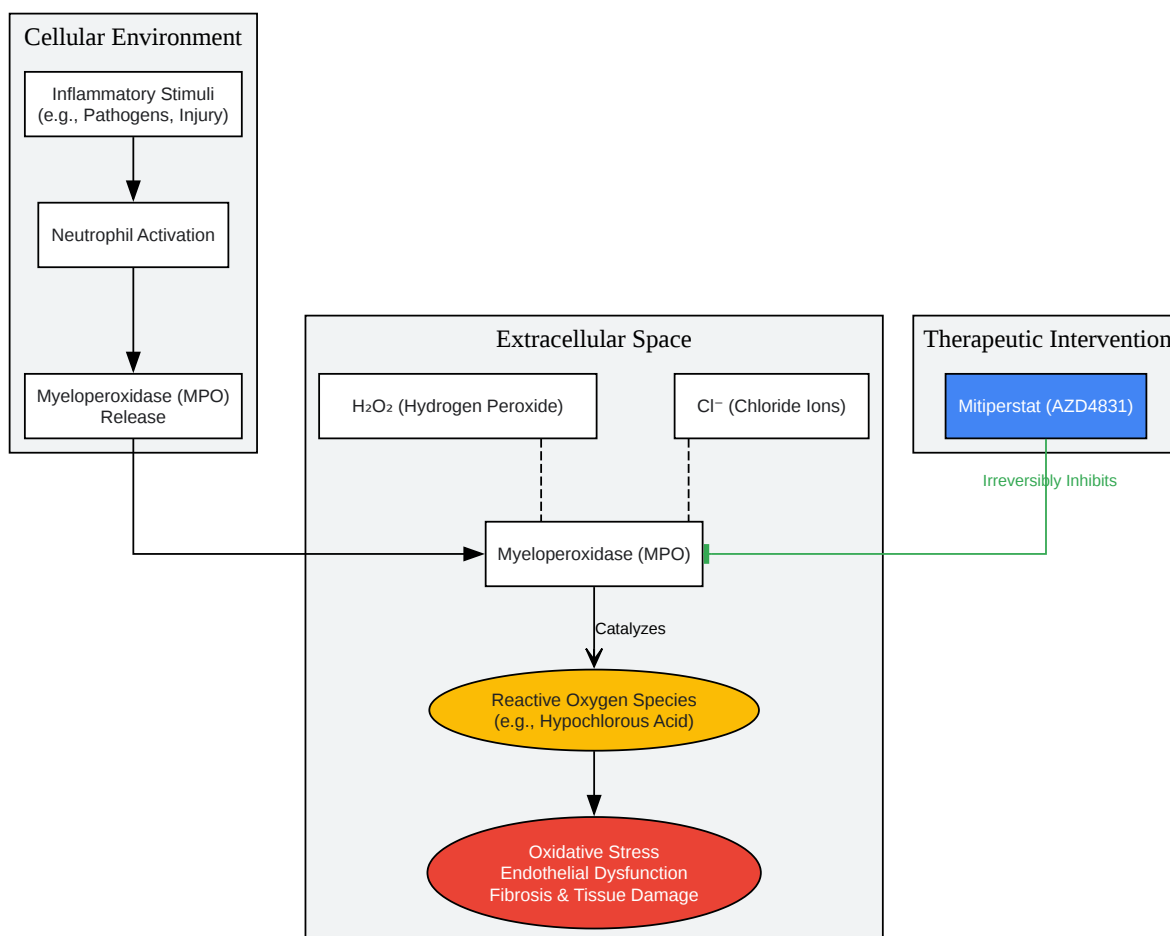 Cellular Environment
Inflammatory Stimuli
(e.g., Pathogens, Injury)
Neutrophil Activation
Myeloperoxidase (MPO)
Release
Extracellular Space
H₂O₂ (Hydrogen Peroxide)
Cl⁻ (Chloride Ions)
Myeloperoxidase (MPO)
Catalyzes
Reactive Oxygen Species
(e.g., Hypochlorous Acid)
Oxidative Stress
Endothelial Dysfunction
Fibrosis & Tissue Damage
Therapeutic Intervention
Mitiperstat (AZD4831)
Irreversibly Inhibits